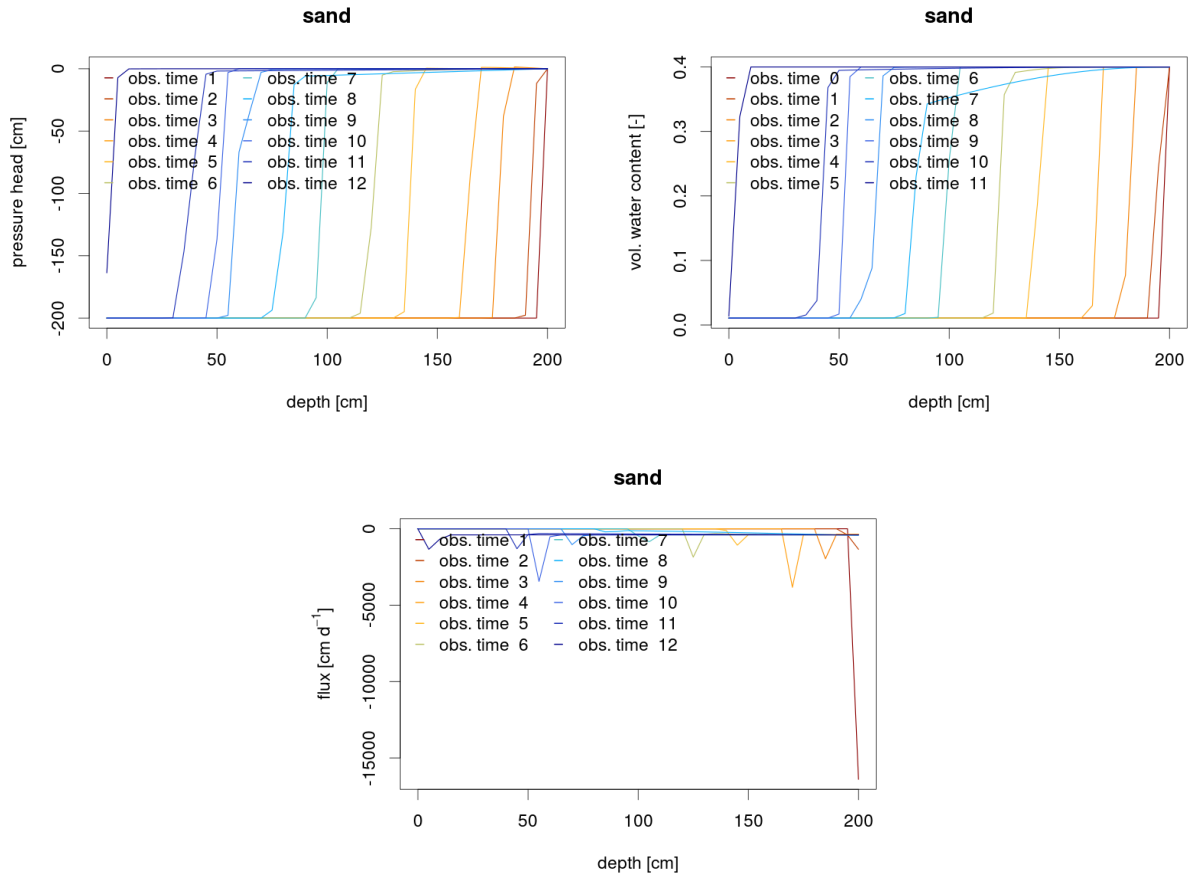 sand
pressure head [cm]
0
-50
-100
-150
-200
obs. time 1
obs. time 2
obs. time 3
obs. time 4
obs. time 5
obs. time 6
obs. time 7
obs. time 8
obs. time 9
obs. time 10
obs. time 11
obs. time 12
0 50 100 150 200
depth [cm]
sand
vol. water content [-]
0.4
0.3
0.2
0.1
0.0
obs. time 0
obs. time 1
obs. time 2
obs. time 3
obs. time 4
obs. time 5
obs. time 6
obs. time 7
obs. time 8
obs. time 9
obs. time 10
obs. time 11
0 50 100 150 200
depth [cm]
sand
flux [cm d⁻¹]
0
-5000
-10000
-15000
obs. time 1
obs. time 2
obs. time 3
obs. time 4
obs. time 5
obs. time 6
obs. time 7
obs. time 8
obs. time 9
obs. time 10
obs. time 11
obs. time 12
0 50 100 150 200
depth [cm]